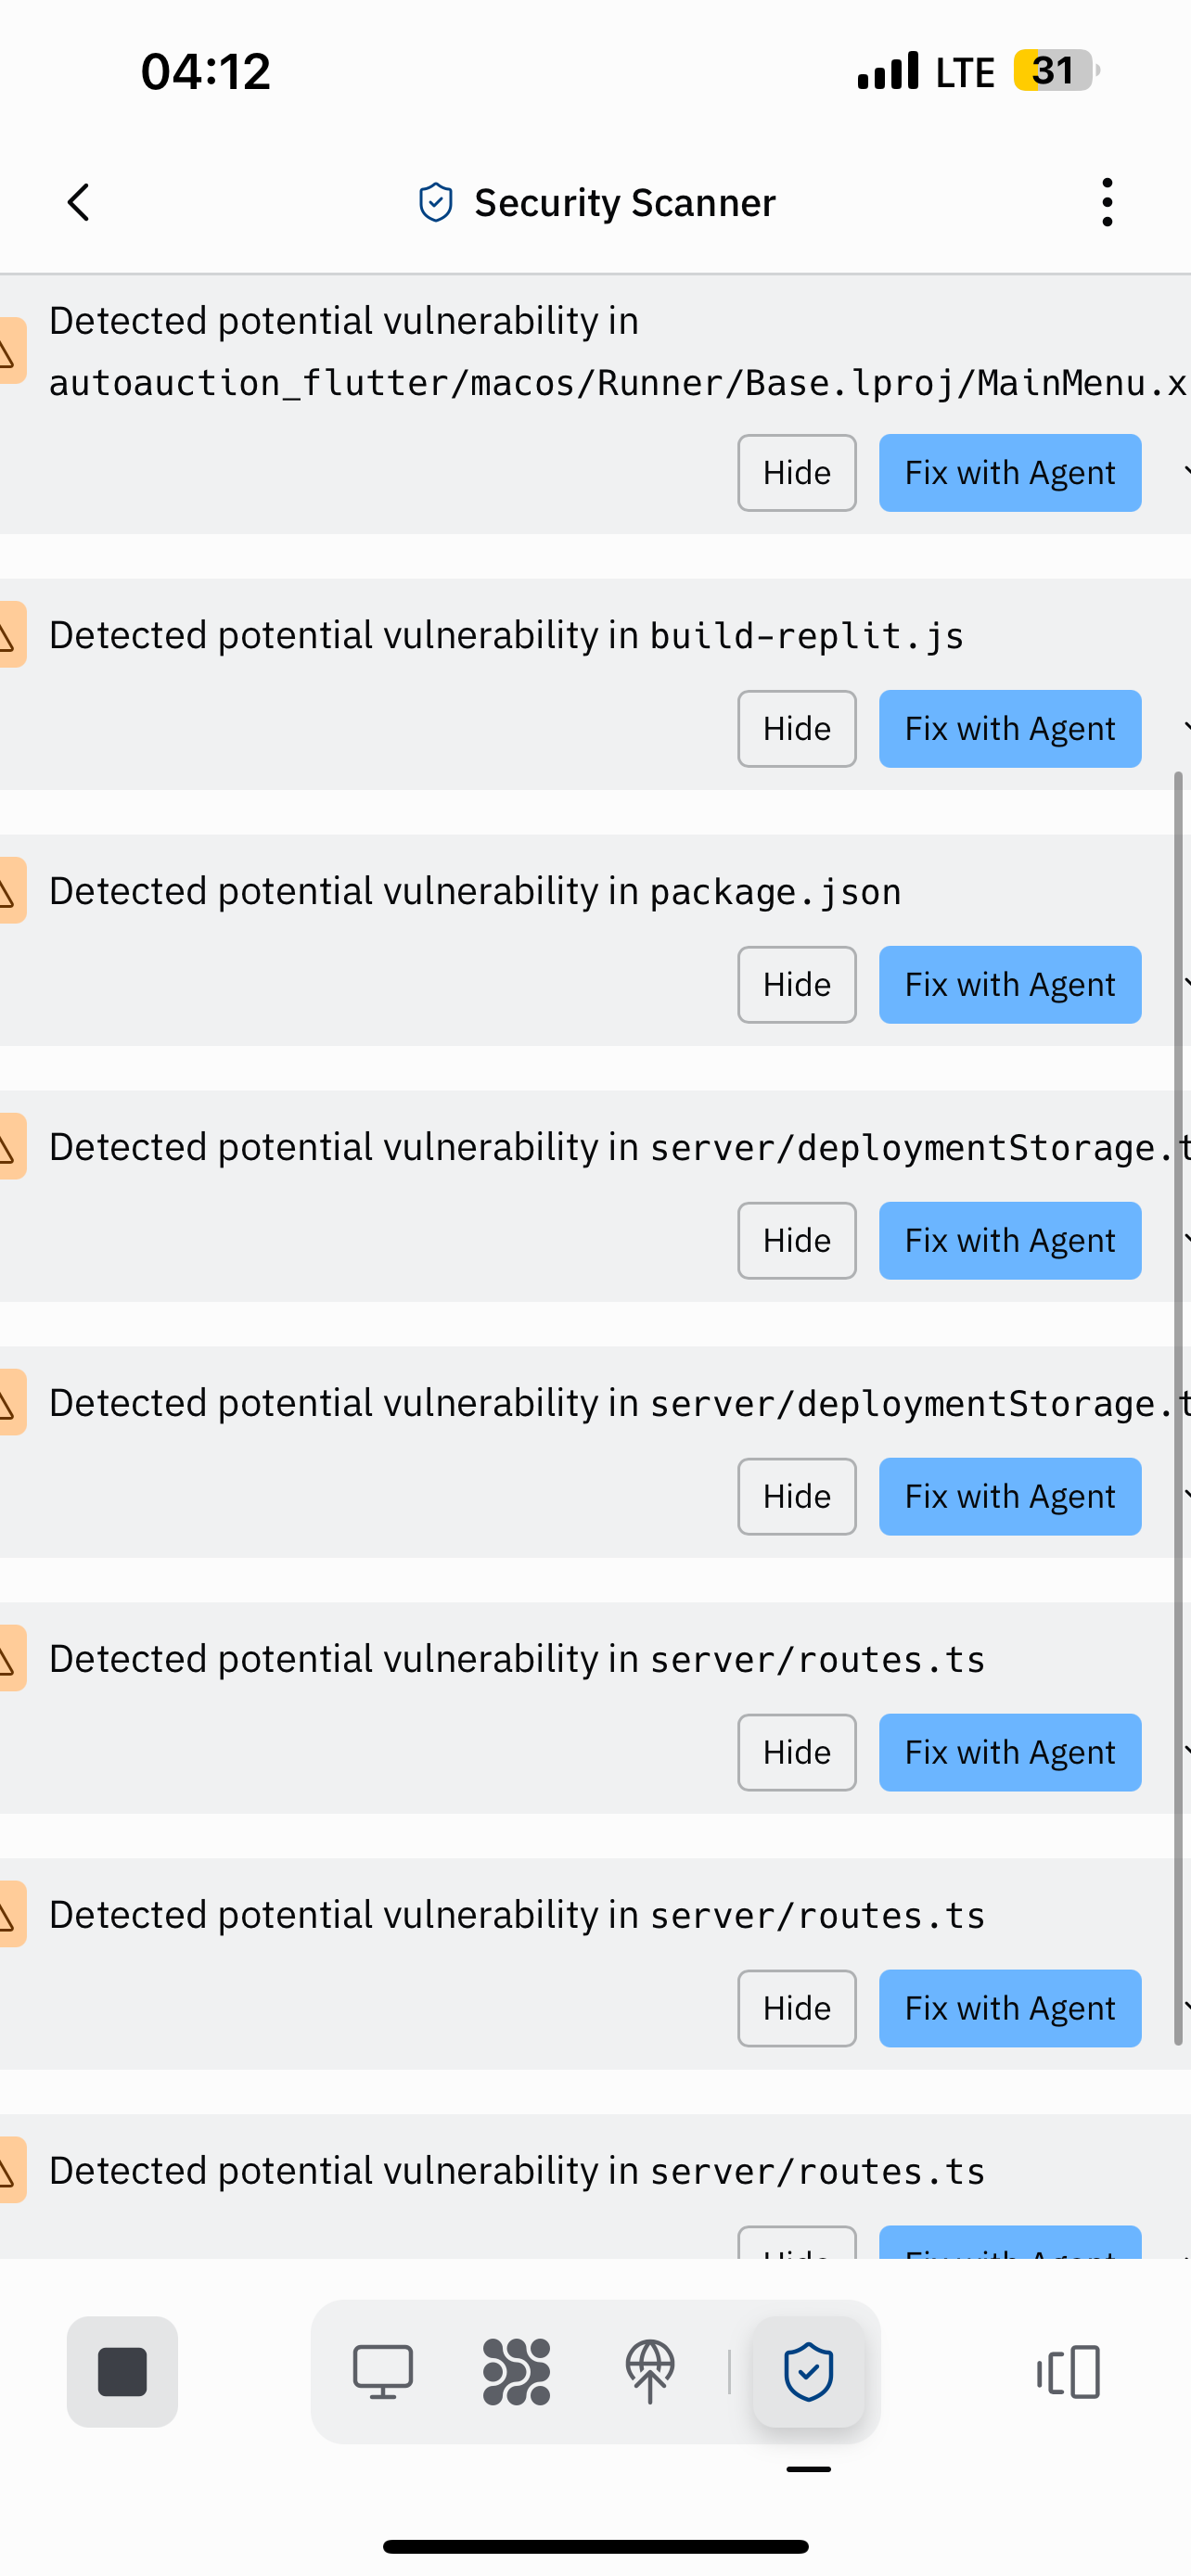 04:12
LTE 31
Security Scanner
Detected potential vulnerability in
autoauction_flutter/macos/Runner/Base.lproj/MainMenu.x
Hide Fix with Agent
Detected potential vulnerability in build-replit.js
Hide Fix with Agent
Detected potential vulnerability in package.json
Hide Fix with Agent
Detected potential vulnerability in server/deploymentStorage.t
Hide Fix with Agent
Detected potential vulnerability in server/deploymentStorage.t
Hide Fix with Agent
Detected potential vulnerability in server/routes.ts
Hide Fix with Agent
Detected potential vulnerability in server/routes.ts
Hide Fix with Agent
Detected potential vulnerability in server/routes.ts
Hide Fix with Agent